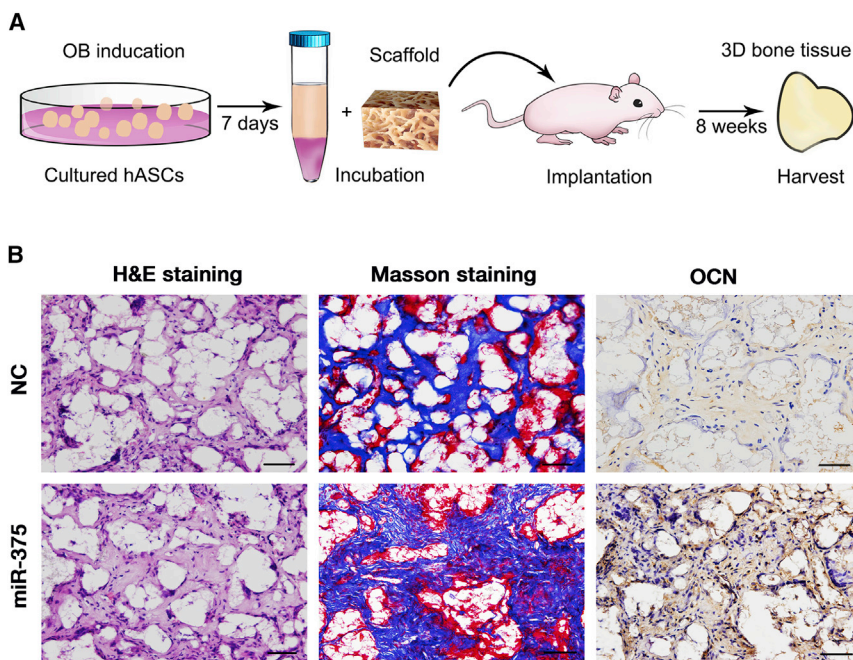 A
OB inducation
Scaffold
3D bone tissue
7 days
+
8 weeks
Cultured hASCs
Incubation
Implantation
Harvest
B
H&E staining
Masson staining
OCN
NC
miR-375